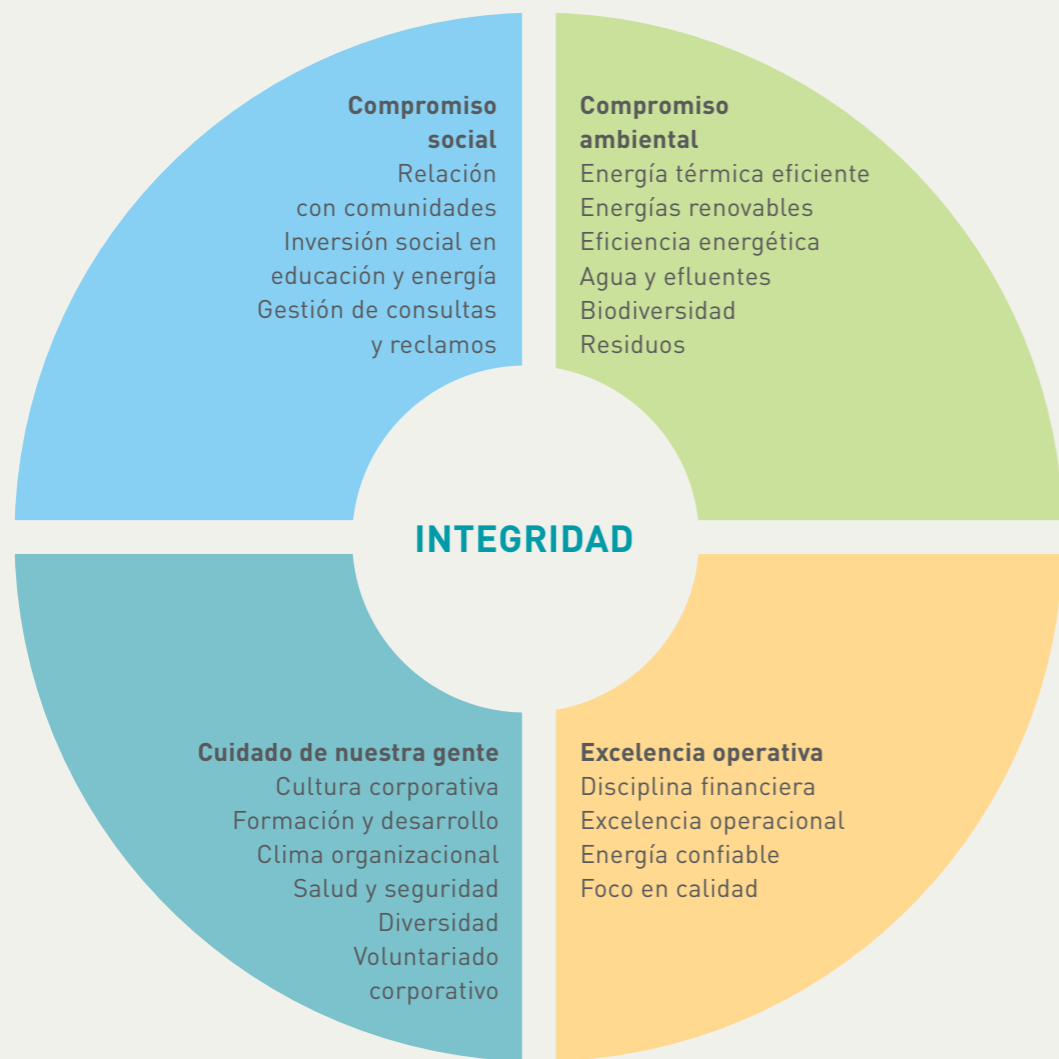 Compromiso
social
Relación
con comunidades
Inversión social en
educación y energía
Gestión de consultas
y reclamos
Compromiso
ambiental
Energía térmica eficiente
Energías renovables
Eficiencia energética
Agua y efluentes
Biodiversidad
Residuos
INTEGRIDAD
Cuidado de nuestra gente
Cultura corporativa
Formación y desarrollo
Clima organizacional
Salud y seguridad
Diversidad
Voluntariado
corporativo
Excelencia operativa
Disciplina financiera
Excelencia operacional
Energía confiable
Foco en calidad